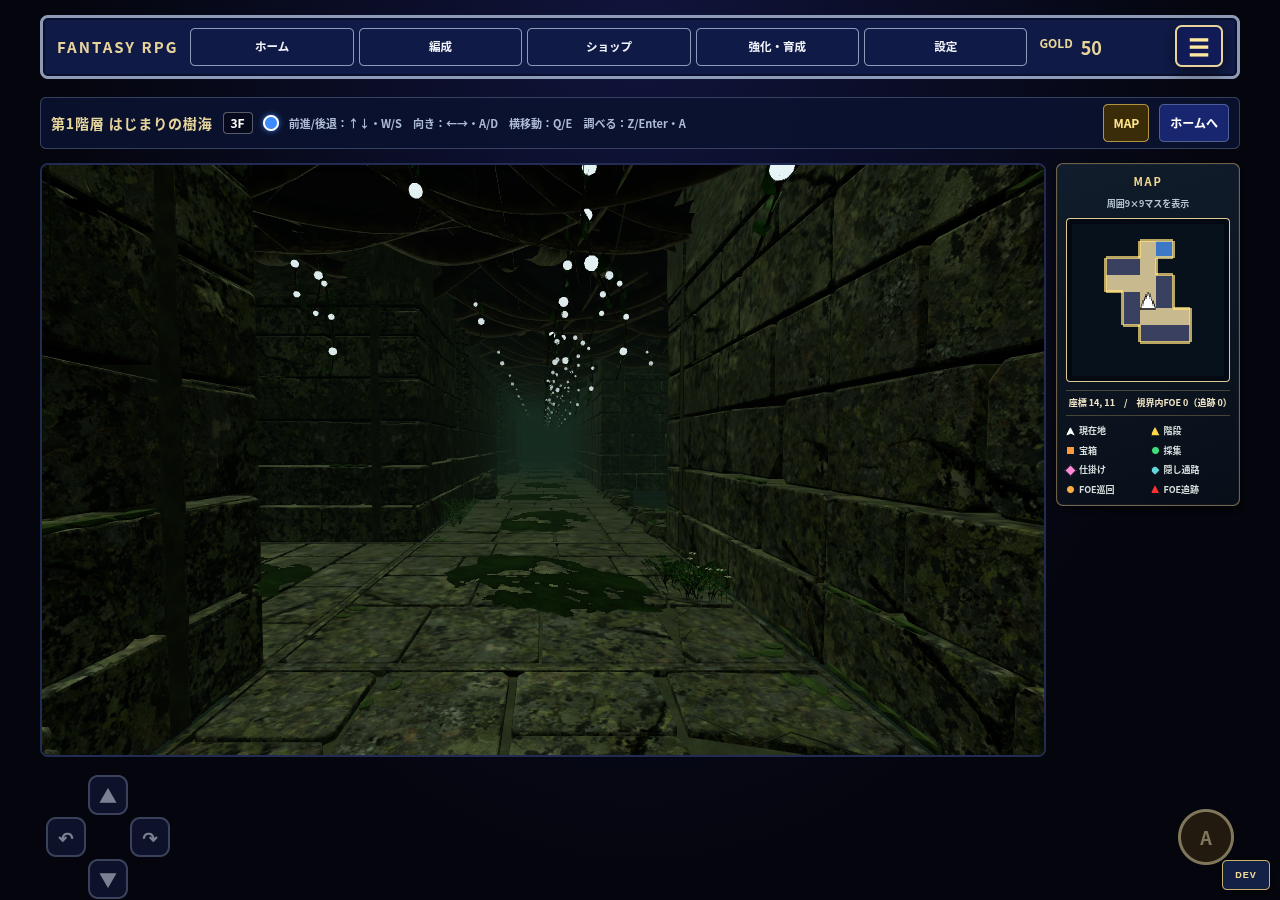 FANTASY RPG
ホーム
編成
ショップ
強化・育成
設定
GOLD 50
第1階層 はじまりの樹海
3F
前進/後退：↑↓・W/S 向き：←→・A/D 横移動：Q/E 調べる：Z/Enter・A
MAP
ホームへ
MAP
周囲9×9マスを表示
座標 14, 11 / 視界内FOE 0（追跡 0）
現在地
階段
宝箱
採集
仕掛け
隠し通路
FOE巡回
FOE追跡
A
DEV